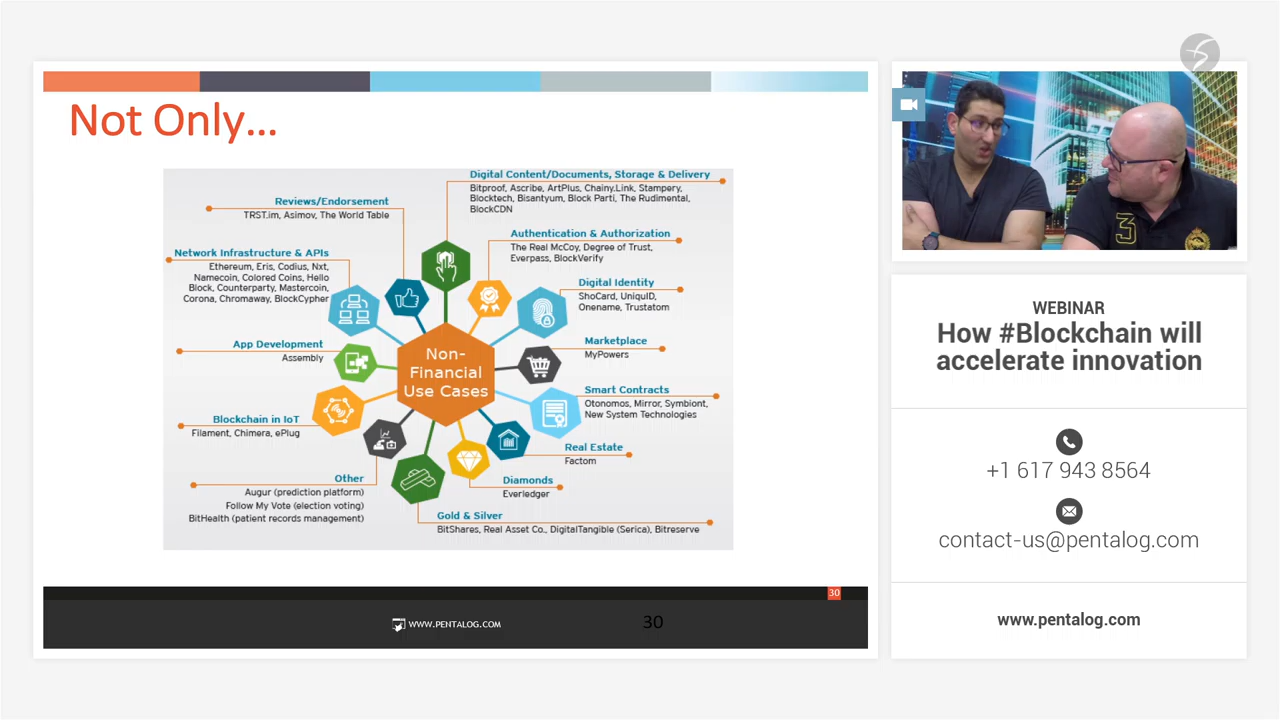 Not Only...
Digital Content/Documents, Storage & Delivery
Bitproof, Ascribe, ArtPlus, Chainy.Link, Stampery,
Blocktech, Bisantyum, Block Parti, The Rudimental,
BlockCDN
Reviews/Endorsement
TRST.im, Asimov, The World Table
Authentication & Authorization
The Real McCoy, Degree of Trust,
Everpass, BlockVerify
Network Infrastructure & APIs
Ethereum, Eris, Codius, Nxt,
Namecoin, Colored Coins, Hello
Block, Counterparty, Mastercoin,
Corona, Chromaway, BlockCypher
Digital Identity
ShoCard, UniquID,
Onename, Trustatom
App Development
Assembly
Marketplace
MyPowers
Non-
Financial
Use Cases
Smart Contracts
Otonomos, Mirror, Symbiont,
New System Technologies
Blockchain in IoT
Filament, Chimera, ePlug
Real Estate
Factom
Other
Augur (prediction platform)
Follow My Vote (election voting)
BitHealth (patient records management)
Diamonds
Everledger
Gold & Silver
BitShares, Real Asset Co., DigitalTangible (Serica), Bitreserve
30
WWW.PENTALOG.COM
30
3
WEBINAR
How #Blockchain will
accelerate innovation
+1 617 943 8564
contact-us@pentalog.com
www.pentalog.com